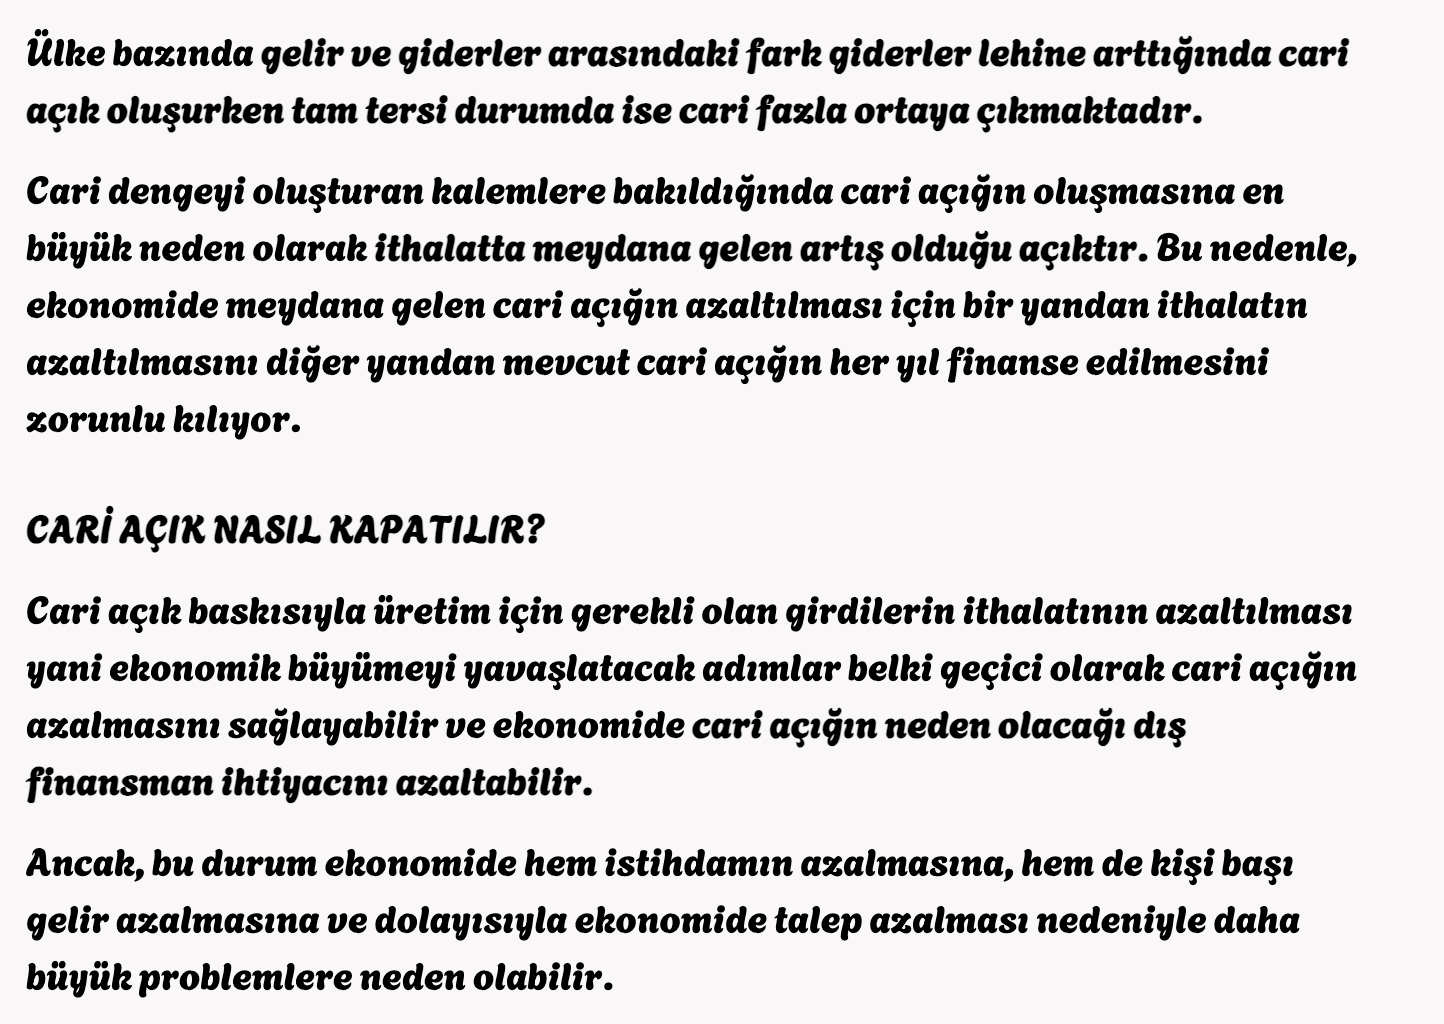 Ülke bazında gelir ve giderler arasındaki fark giderler lehine arttığında cari
açık oluşurken tam tersi durumda ise cari fazla ortaya çıkmaktadır.
Cari dengeyi oluşturan kalemlere bakıldığında cari açığın oluşmasına en
büyük neden olarak ithalatta meydana gelen artış olduğu açıktır. Bu nedenle,
ekonomide meydana gelen cari açığın azaltılması için bir yandan ithalatın
azaltılmasını diğer yandan mevcut cari açığın her yıl finanse edilmesini
zorunlu kılıyor.
CARİ AÇIK NASIL KAPATILIR?
Cari açık baskısıyla üretim için gerekli olan girdilerin ithalatının azaltılması
yani ekonomik büyümeyi yavaşlatacak adımlar belki geçici olarak cari açığın
azalmasını sağlayabilir ve ekonomide cari açığın neden olacağı dış
finansman ihtiyacını azaltabilir.
Ancak, bu durum ekonomide hem istihdamın azalmasına, hem de kişi başı
gelir azalmasına ve dolayısıyla ekonomide talep azalması nedeniyle daha
büyük problemlere neden olabilir.